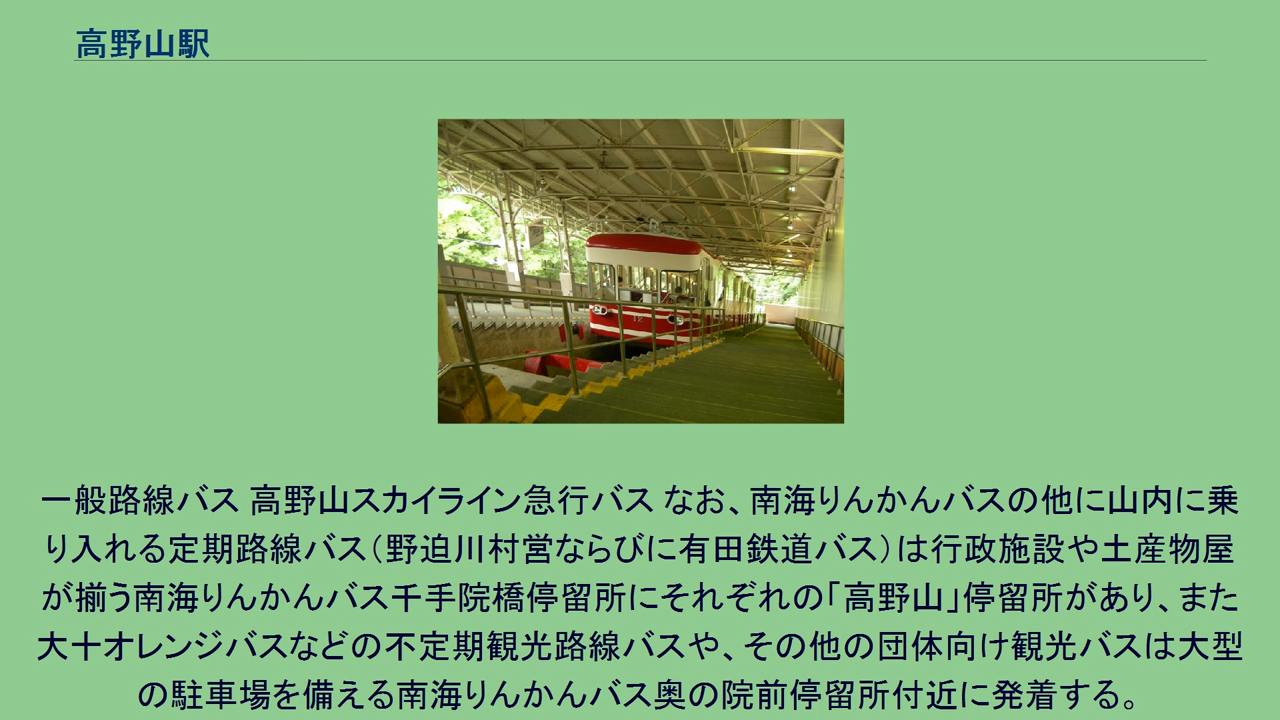 高野山駅
一般路線バス 高野山スカイライン急行バス なお、南海りんかんバスの他に山内に乗
り入れる定期路線バス（野迫川村営ならびに有田鉄道バス）は行政施設や土産物屋
が揃う南海りんかんバス千手院橋停留所にそれぞれの「高野山」停留所があり、また
大十オレンジバスなどの不定期観光路線バスや、その他の団体向け観光バスは大型
の駐車場を備える南海りんかんバス奥の院前停留所付近に発着する。